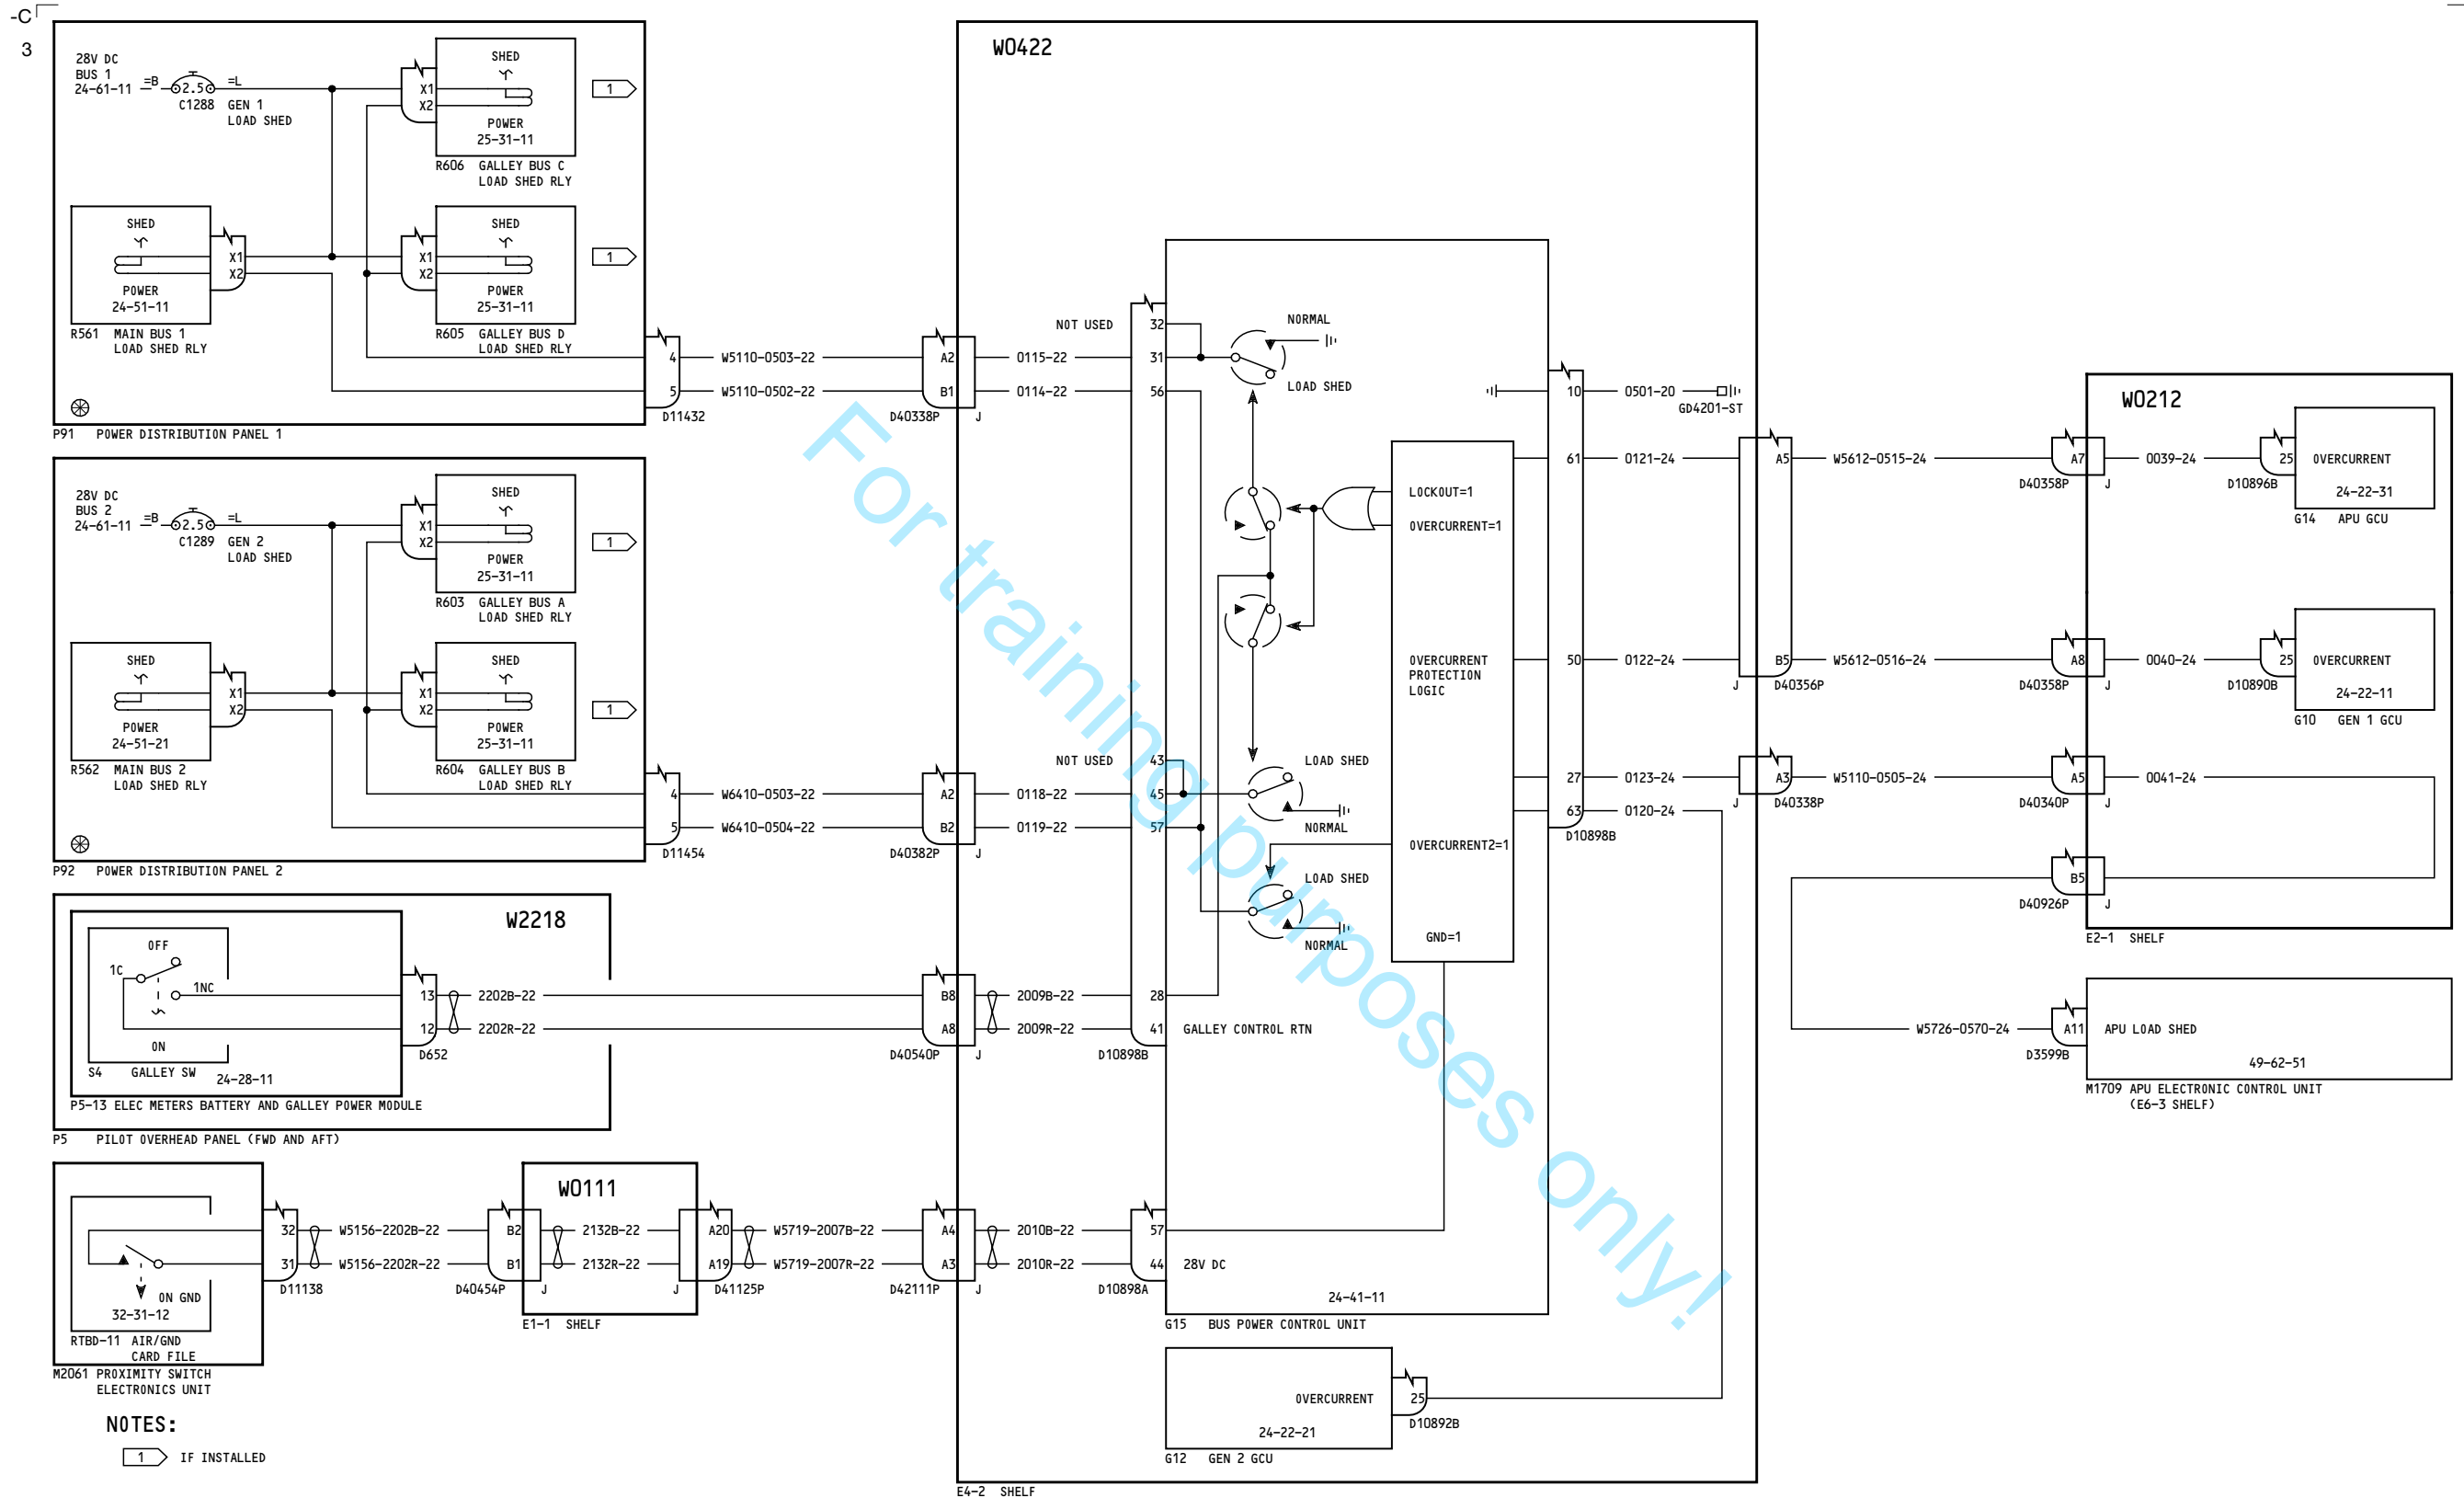 -C
3
28V DC
BUS 1
24-61-11
=B
2.5
=L
C1288
GEN 1
LOAD SHED
SHED
X1
X2
POWER
25-31-11
R606 GALLEY BUS C
LOAD SHED RLY
1
SHED
POWER
24-51-11
X1
X2
R561 MAIN BUS 1
LOAD SHED RLY
SHED
X1
X2
POWER
25-31-11
R605 GALLEY BUS D
LOAD SHED RLY
1
4
5
D11432
P91 POWER DISTRIBUTION PANEL 1
W5110-0503-22
W5110-0502-22
A2
B1
D40338P
J
0115-22
0114-22
28V DC
BUS 2
24-61-11
=B
2.5
=L
C1289
GEN 2
LOAD SHED
SHED
X1
X2
POWER
25-31-11
R603 GALLEY BUS A
LOAD SHED RLY
1
SHED
POWER
24-51-21
X1
X2
R562 MAIN BUS 2
LOAD SHED RLY
SHED
X1
X2
POWER
25-31-11
R604 GALLEY BUS B
LOAD SHED RLY
1
4
5
D11454
P92 POWER DISTRIBUTION PANEL 2
W6410-0503-22
W6410-0504-22
A2
B2
D40382P
J
0118-22
0119-22
W2218
OFF
1C
1NC
ON
S4 GALLEY SW
24-28-11
13
12
D652
P5-13 ELEC METERS BATTERY AND GALLEY POWER MODULE
P5 PILOT OVERHEAD PANEL (FWD AND AFT)
2202B-22
2202R-22
B8
A8
D40540P
J
2009B-22
2009R-22
ON GND
32-31-12
RTBD-11 AIR/GND
CARD FILE
M2061 PROXIMITY SWITCH
ELECTRONICS UNIT
32
31
D11138
W5156-2202B-22
W5156-2202R-22
B2
B1
D40454P
J
W0111
2132B-22
2132R-22
A20
A19
J
D41125P
E1-1 SHELF
W5719-2007B-22
W5719-2007R-22
A4
A3
D42111P
J
2010B-22
2010R-22
W0422
NOT USED
32
31
56
NORMAL
LOAD SHED
NOT USED
43
45
57
LOAD SHED
NORMAL
LOAD SHED
NORMAL
28
41
GALLEY CONTROL RTN
D10898B
57
44
28V DC
D10898A
LOCKOUT=1
OVERCURRENT=1
OVERCURRENT
PROTECTION
LOGIC
OVERCURRENT2=1
GND=1
24-41-11
G15 BUS POWER CONTROL UNIT
10
61
50
27
63
D10898B
0501-20
GD4201-ST
0121-24
0122-24
0123-24
0120-24
OVERCURRENT
25
D10892B
24-22-21
G12 GEN 2 GCU
E4-2 SHELF
A5
B5
J
D40356P
A3
J
D40338P
W5612-0515-24
W5612-0516-24
W5110-0505-24
W0212
A7
D40358P
J
0039-24
25
D10896B
OVERCURRENT
24-22-31
G14 APU GCU
A8
D40358P
J
0040-24
25
D10890B
OVERCURRENT
24-22-11
G10 GEN 1 GCU
A5
D40340P
J
0041-24
B5
D40926P
J
E2-1 SHELF
W5726-0570-24
A11
D3599B
APU LOAD SHED
49-62-51
M1709 APU ELECTRONIC CONTROL UNIT
(E6-3 SHELF)
NOTES:
1 IF INSTALLED
For training purposes only!